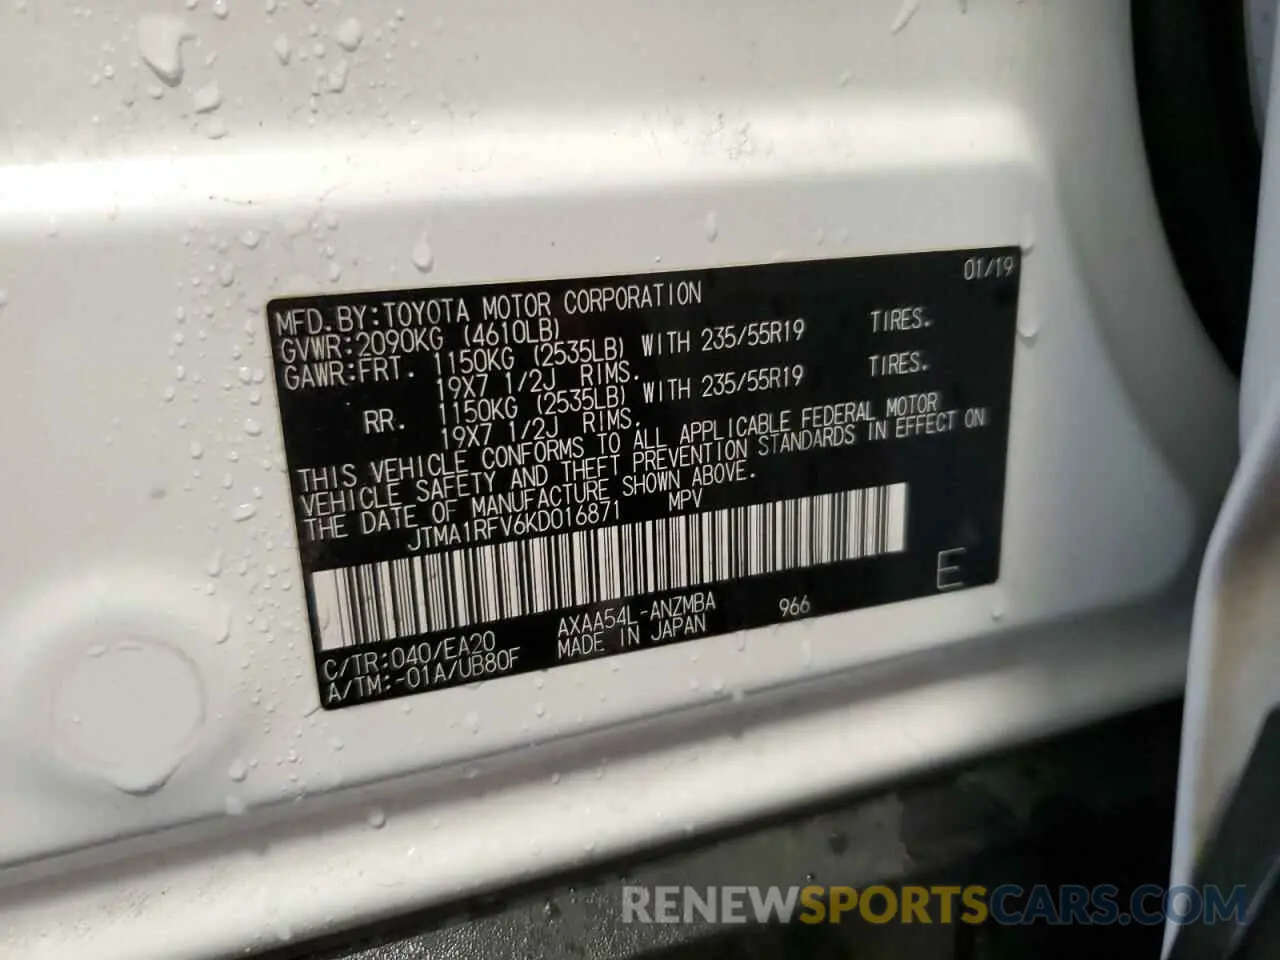 01/19
MFD.BY:TOYOTA MOTOR CORPORATION
GVWR:2090KG (4610LB)
GAWR:FRT. 1150KG (2535LB) WITH 235/55R19 TIRES.
19X7 1/2J RIMS.
RR. 1150KG (2535LB) WITH 235/55R19 TIRES.
19X7 1/2J RIMS.
THIS VEHICLE CONFORMS TO ALL APPLICABLE FEDERAL MOTOR
VEHICLE SAFETY AND THEFT PREVENTION STANDARDS IN EFFECT ON
THE DATE OF MANUFACTURE SHOWN ABOVE.
JTMA1RFV6KD016871 MPV
E
C/TR:040/EA20 AXAA54L-ANZMBA 966
A/TM:-01A/UB80F MADE IN JAPAN
RENEWSPORTSCARS.COM